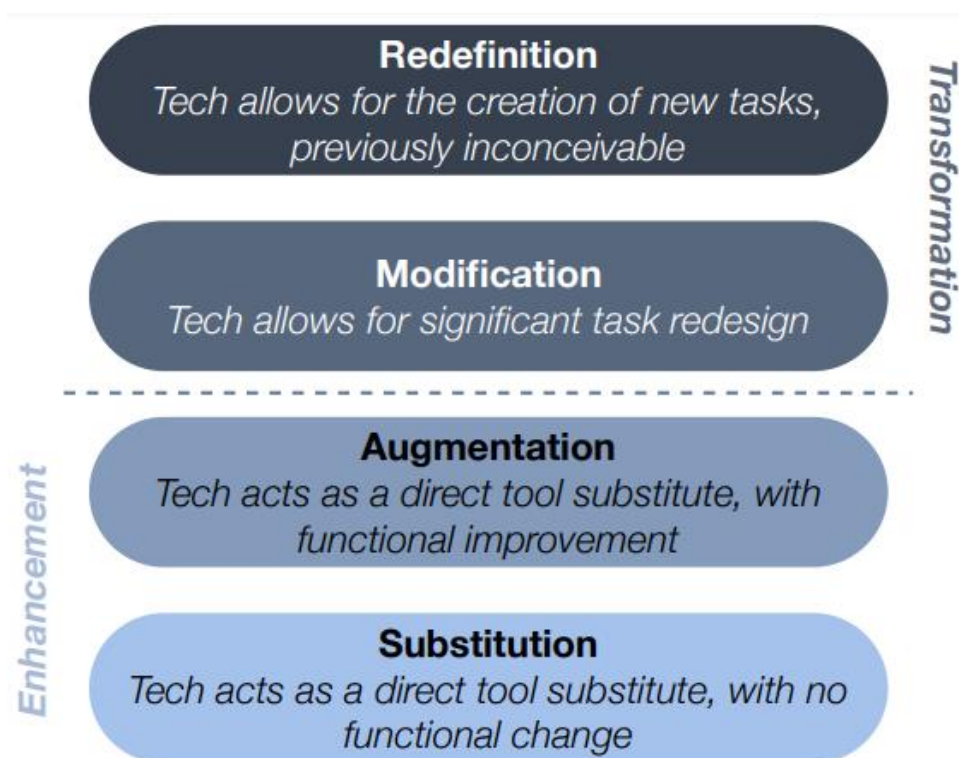 Redefinition
Tech allows for the creation of new tasks,
previously inconceivable
Transformation
Modification
Tech allows for significant task redesign
Augmentation
Tech acts as a direct tool substitute, with
functional improvement
Enhancement
Substitution
Tech acts as a direct tool substitute, with no
functional change